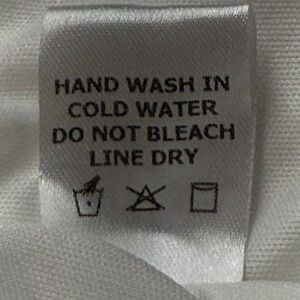 HAND WASH IN
COLD WATER
DO NOT BLEACH
LINE DRY